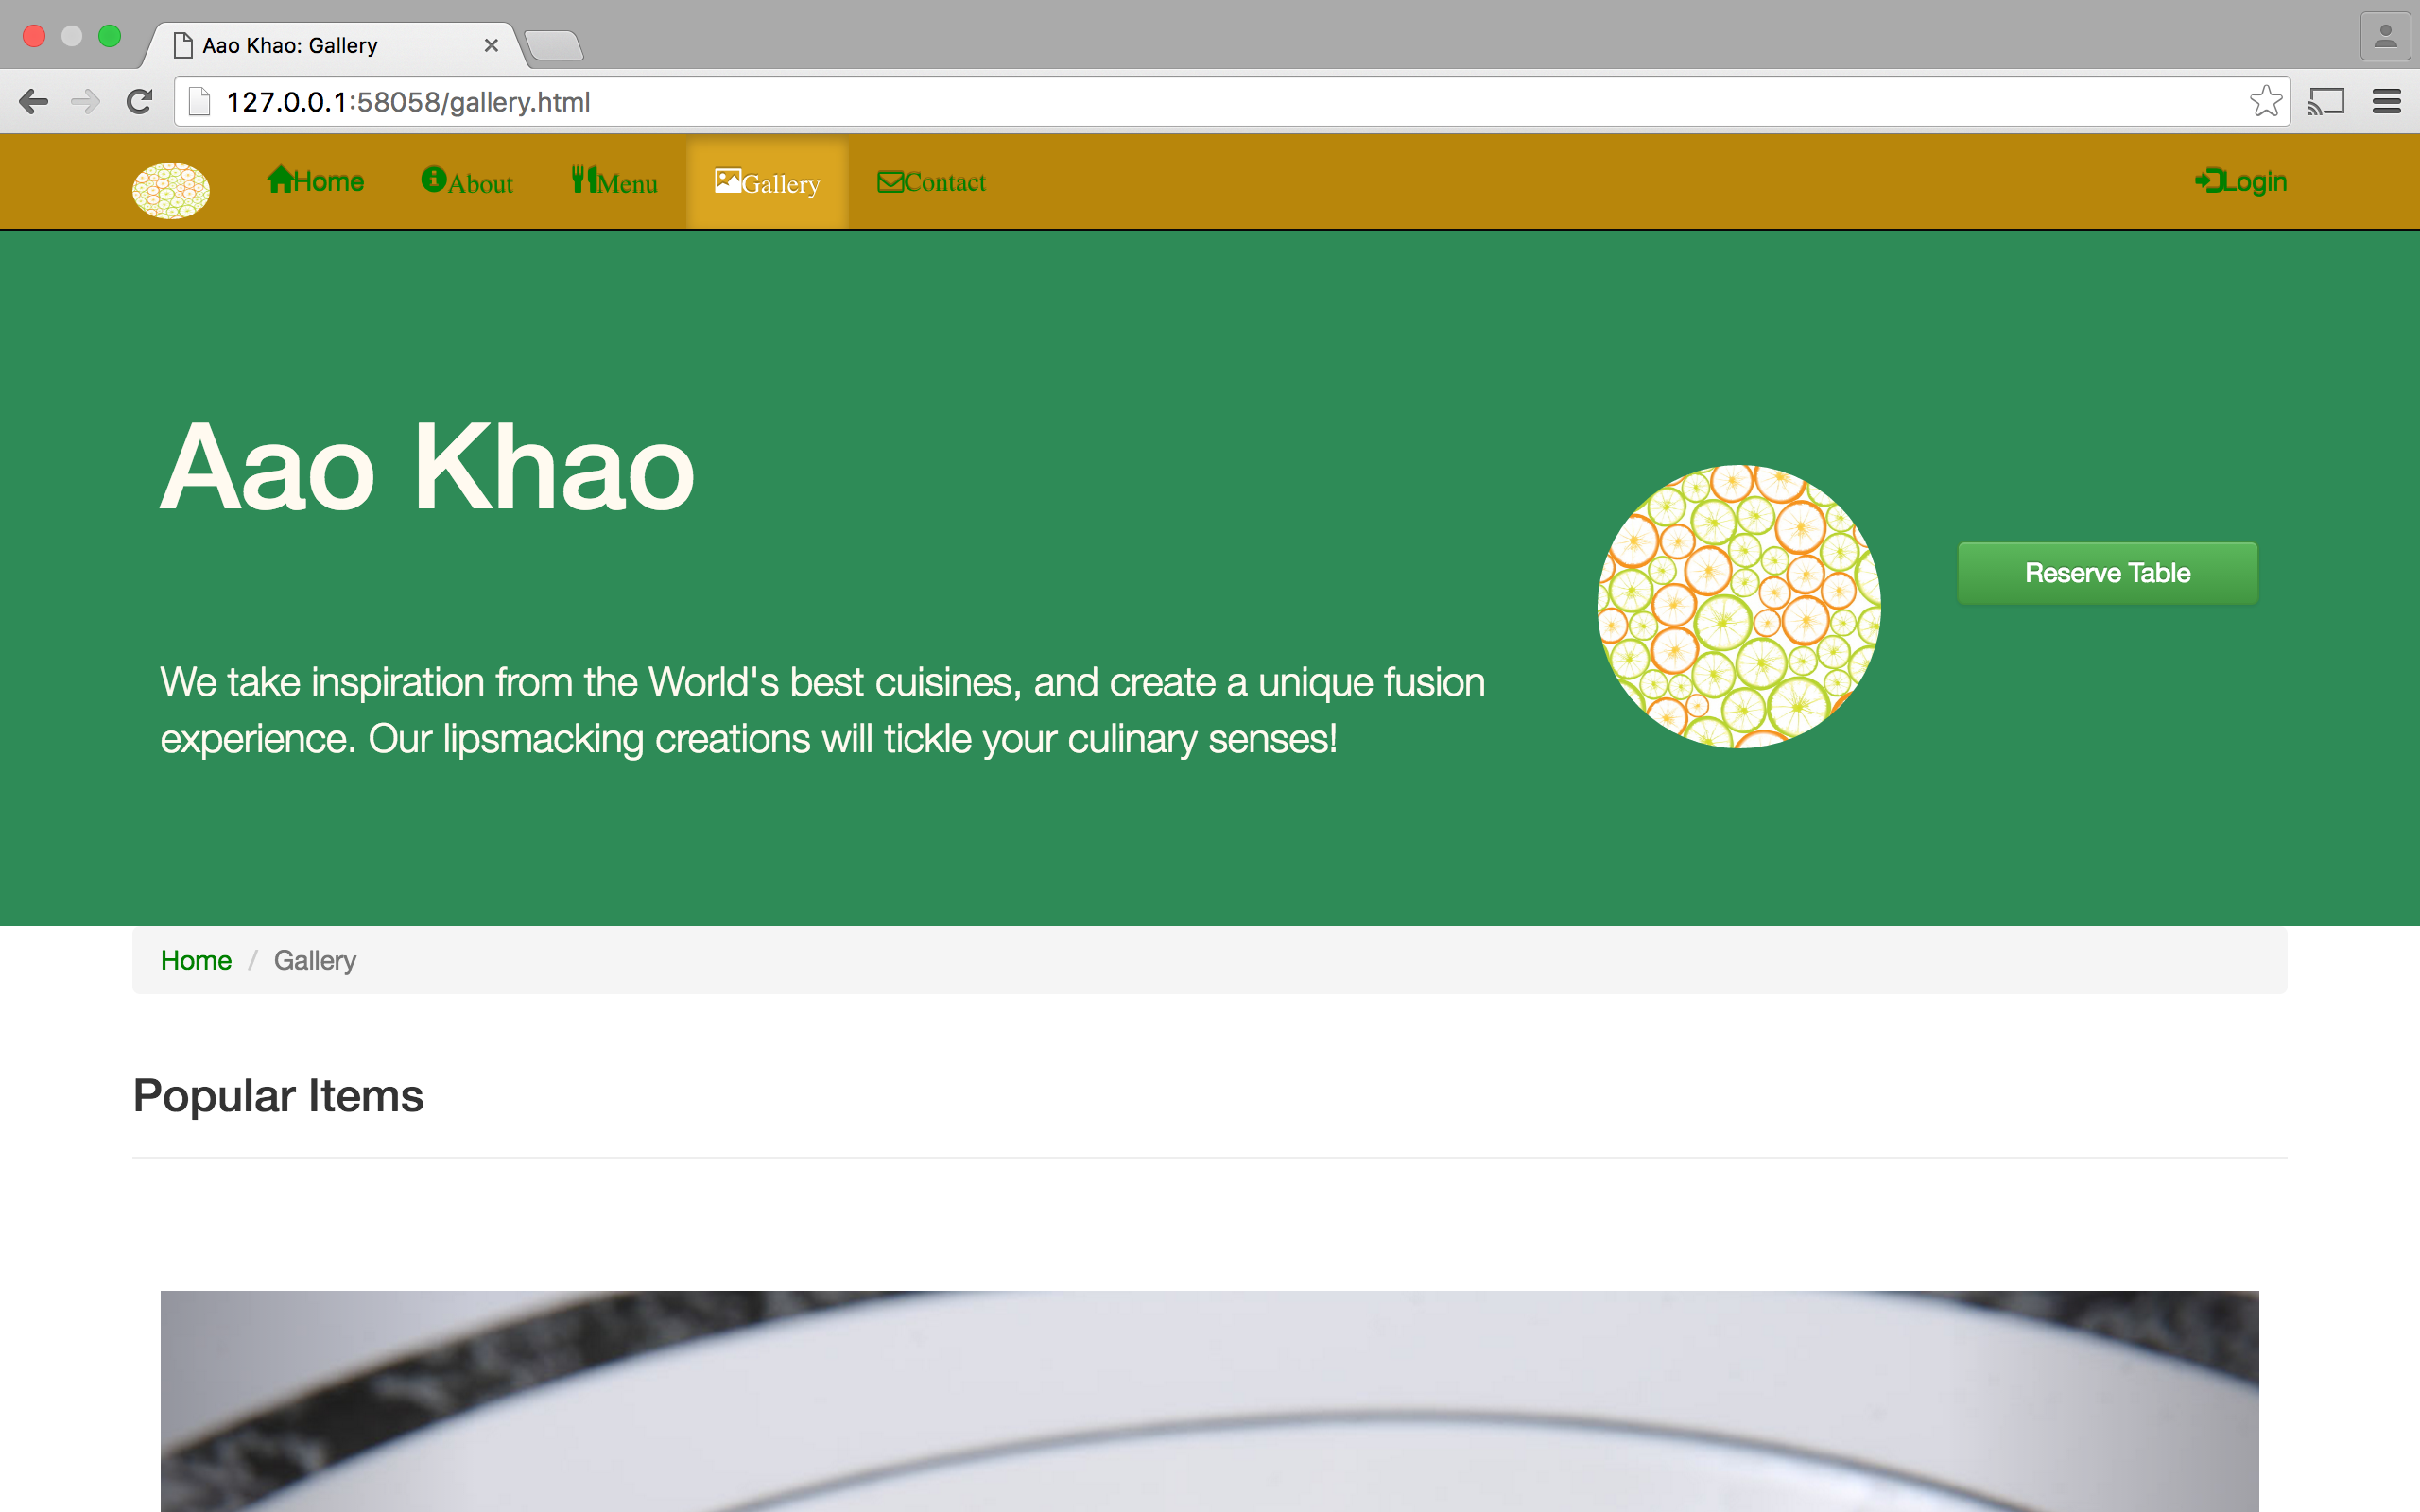 Aao Khao: Gallery
127.0.0.1:58058/gallery.html
Home About Menu Gallery Contact Login
Aao Khao
Reserve Table
We take inspiration from the World's best cuisines, and create a unique fusion
experience. Our lipsmacking creations will tickle your culinary senses!
Home / Gallery
Popular Items